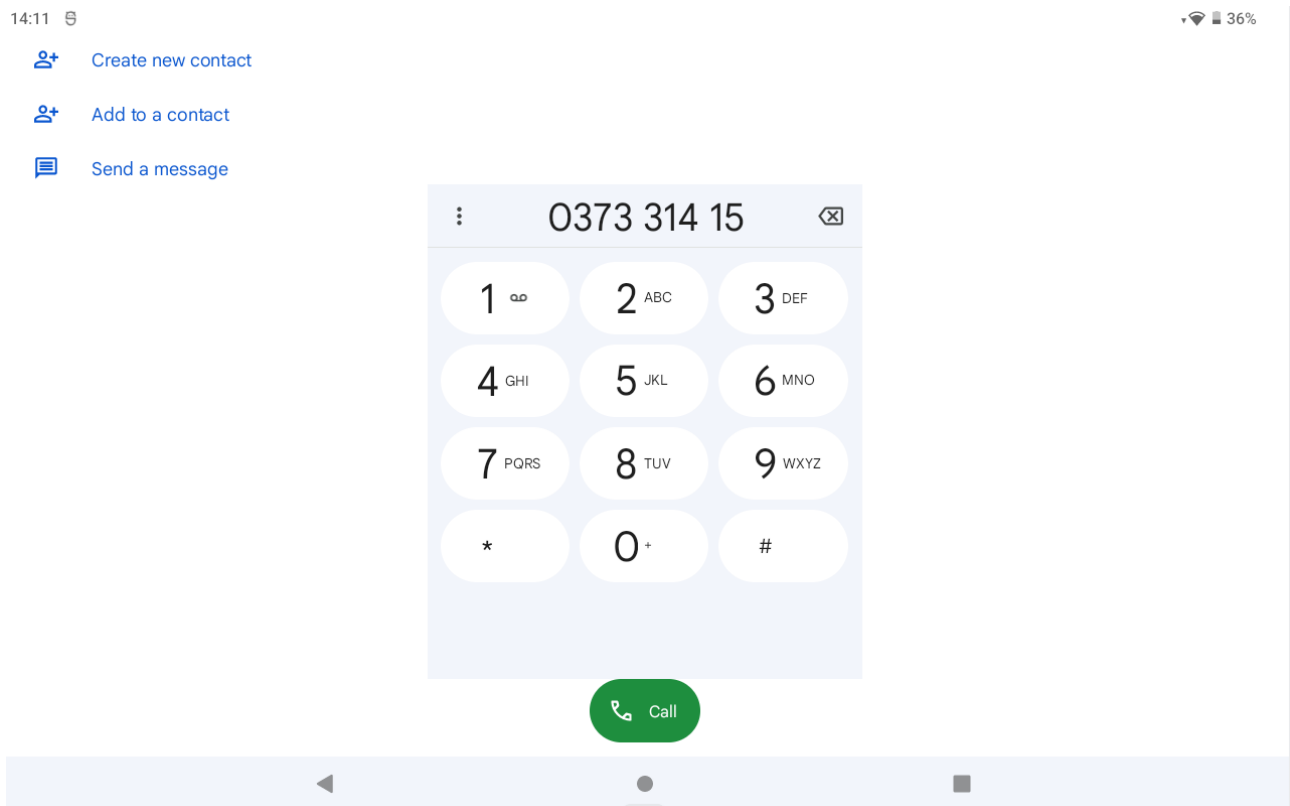 14:11 36%
Create new contact
Add to a contact
Send a message
0373 314 15
1 2 ABC 3 DEF
4 GHI 5 JKL 6 MNO
7 PQRS 8 TUV 9 WXYZ
* 0 + #
Call